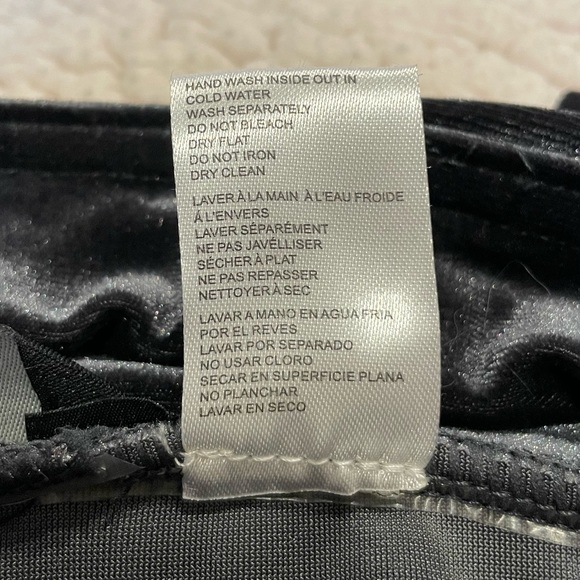 HAND WASH INSIDE OUT IN
COLD WATER
WASH SEPARATELY
DO NOT BLEACH
DRY FLAT
DO NOT IRON
DRY CLEAN
LAVER À LA MAIN À L'EAU FROIDE
Á L'ENVERS
LAVER SÉPARÉMENT
NE PAS JAVÉLLISER
SÉCHER À PLAT
NE PAS REPASSER
NETTOYER À SEC
LAVAR A MANO EN AGUA FRIA
POR EL REVES
LAVAR POR SEPARADO
NO USAR CLORO
SECAR EN SUPERFICIE PLANA
NO PLANCHAR
LAVAR EN SECO